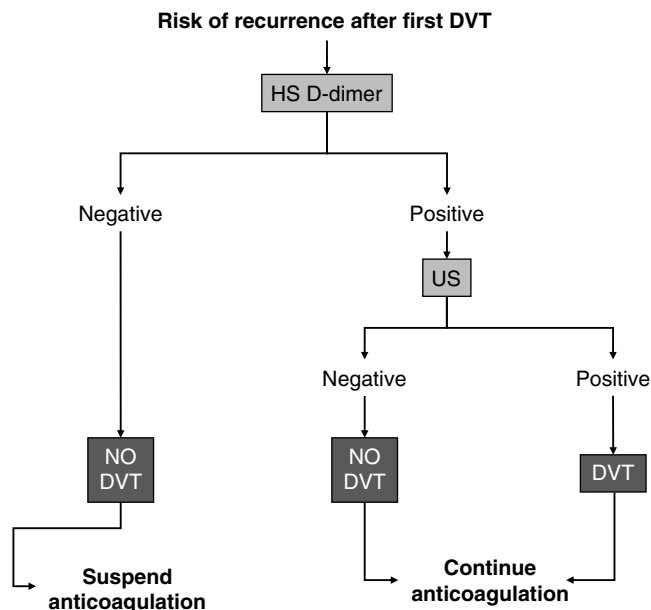 Risk of recurrence after first DVT
HS D-dimer
Negative
Positive
US
Negative
Positive
NO
DVT
NO
DVT
DVT
Suspend
anticoagulation
Continue
anticoagulation